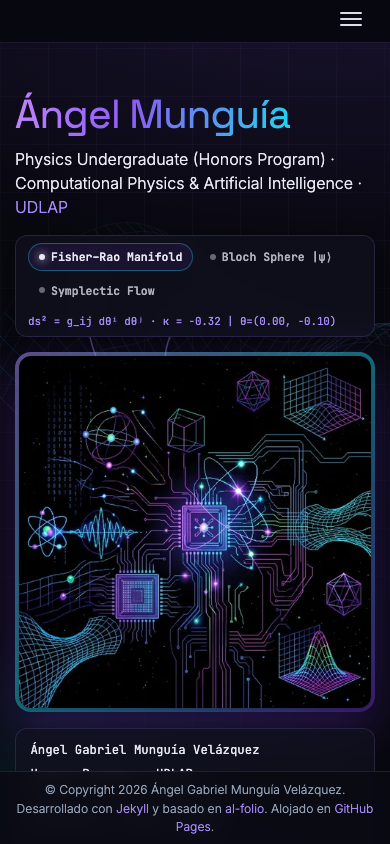 Ángel Munguía
Physics Undergraduate (Honors Program) ·
Computational Physics & Artificial Intelligence ·
UDLAP
Fisher-Rao Manifold
Bloch Sphere |ψ⟩
Symplectic Flow
ds² = g_ij dθⁱ dθʲ · κ = -0.32 | θ=(0.00, -0.10)
Ángel Gabriel Munguía Velázquez
© Copyright 2026 Ángel Gabriel Munguía Velázquez.
Desarrollado con Jekyll y basado en al-folio. Alojado en GitHub
Pages.